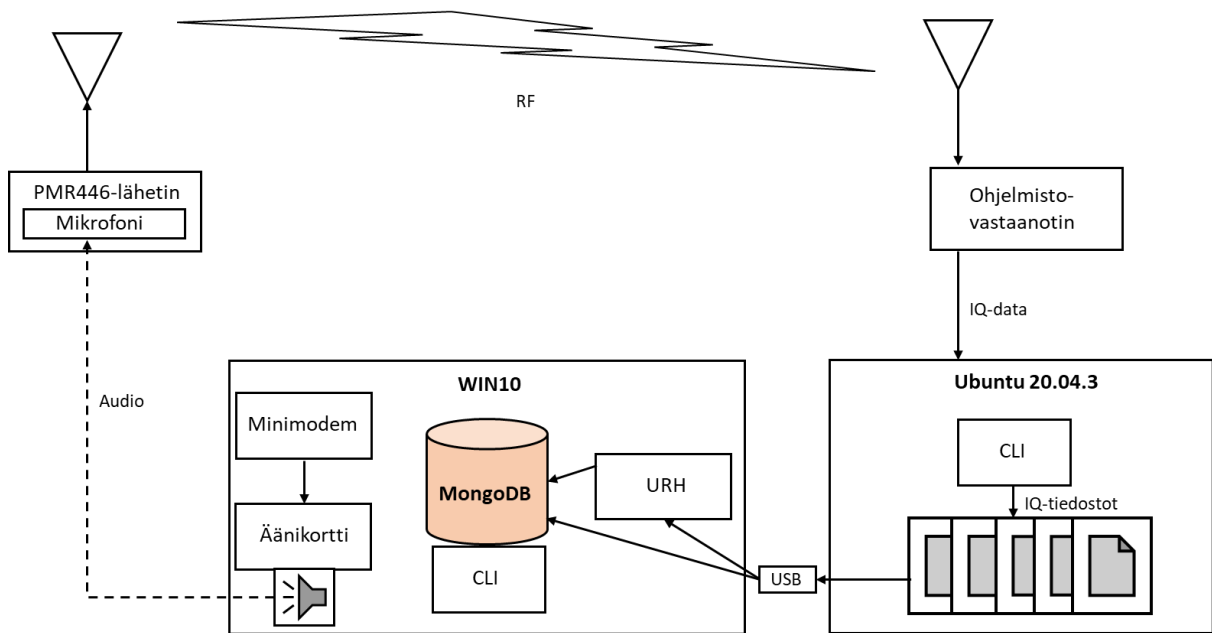 RF
PMR446-lähetin
Mikrofoni
Ohjelmisto-
vastaanotin
IQ-data
Audio
WIN10
Minimodem
Äänikortti
MongoDB
CLI
URH
USB
Ubuntu 20.04.3
CLI
IQ-tiedostot